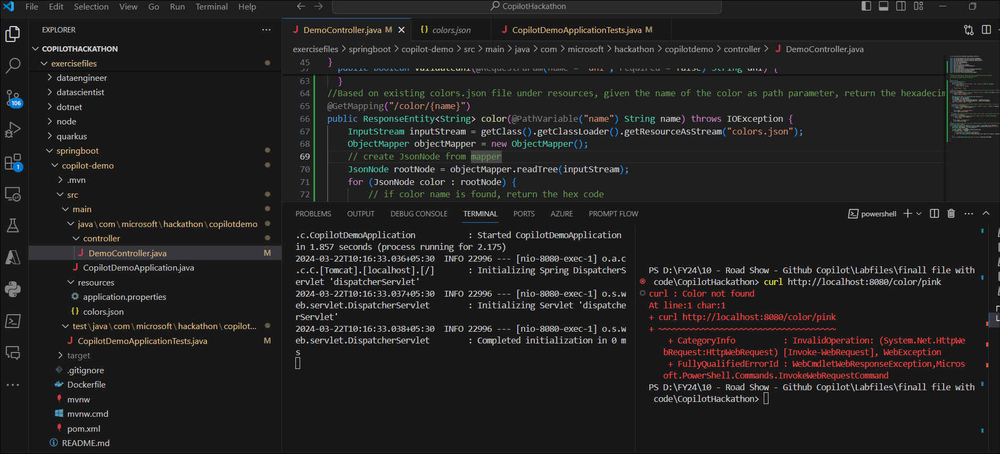 File Edit Selection View Go Run Terminal Help
CopilotHackathon
EXPLORER
COPILOTHACKATHON
exercisefiles
dataengineer
datascientist
dotnet
node
quarkus
springboot
copilot-demo
.mvn
src
main
java\com\microsoft\hackathon\copilotdemo
controller
DemoController.java M
CopilotDemoApplication.java
resources
application.properties
colors.json
test\java\com\microsoft\hackathon\copilot...
CopilotDemoApplicationTests.java M
target
.gitignore
Dockerfile
mvnw
mvnw.cmd
pom.xml
README.md
106
1
DemoController.java M
colors.json
CopilotDemoApplicationTests.java M
exercisefiles > springboot > copilot-demo > src > main > java > com > microsoft > hackathon > copilotdemo > controller > DemoController.java
45 }
63 }
64 //Based on existing colors.json file under resources, given the name of the color as path parameter, return the hexadecim
65 @GetMapping("/color/{name}")
66 public ResponseEntity<String> color(@PathVariable("name") String name) throws IOException {
67 InputStream inputStream = getClass().getClassLoader().getResourceAsStream("colors.json");
68 ObjectMapper objectMapper = new ObjectMapper();
69 // create JsonNode from mapper
70 JsonNode rootNode = objectMapper.readTree(inputStream);
71 for (JsonNode color : rootNode) {
72 // if color name is found, return the hex code
PROBLEMS OUTPUT DEBUG CONSOLE TERMINAL PORTS AZURE PROMPT FLOW
powershell
.c.CopilotDemoApplication : Started CopilotDemoApplication
in 1.857 seconds (process running for 2.175)
2024-03-22T10:16:33.036+05:30 INFO 22996 --- [nio-8080-exec-1] o.a.c
.c.C.[Tomcat].[localhost].[/] : Initializing Spring DispatcherS
ervlet 'dispatcherServlet'
2024-03-22T10:16:33.037+05:30 INFO 22996 --- [nio-8080-exec-1] o.s.w
eb.servlet.DispatcherServlet : Initializing Servlet 'dispatche
rServlet'
2024-03-22T10:16:33.038+05:30 INFO 22996 --- [nio-8080-exec-1] o.s.w
eb.servlet.DispatcherServlet : Completed initialization in 0 m
s
PS D:\FY24\10 - Road Show - Github Copilot\Labfiles\finall file with
code\CopilotHackathon> curl http://localhost:8080/color/pink
curl : Color not found
At line:1 char:1
+ curl http://localhost:8080/color/pink
+ ~~~~~~~~~~~~~~~~~~~~~~~~~~~~~~~~~~~~~
+ CategoryInfo : InvalidOperation: (System.Net.HttpWe
bRequest:HttpWebRequest) [Invoke-WebRequest], WebException
+ FullyQualifiedErrorId : WebCmdletWebResponseException,Micros
oft.PowerShell.Commands.InvokeWebRequestCommand
PS D:\FY24\10 - Road Show - Github Copilot\Labfiles\finall file with
code\CopilotHackathon>